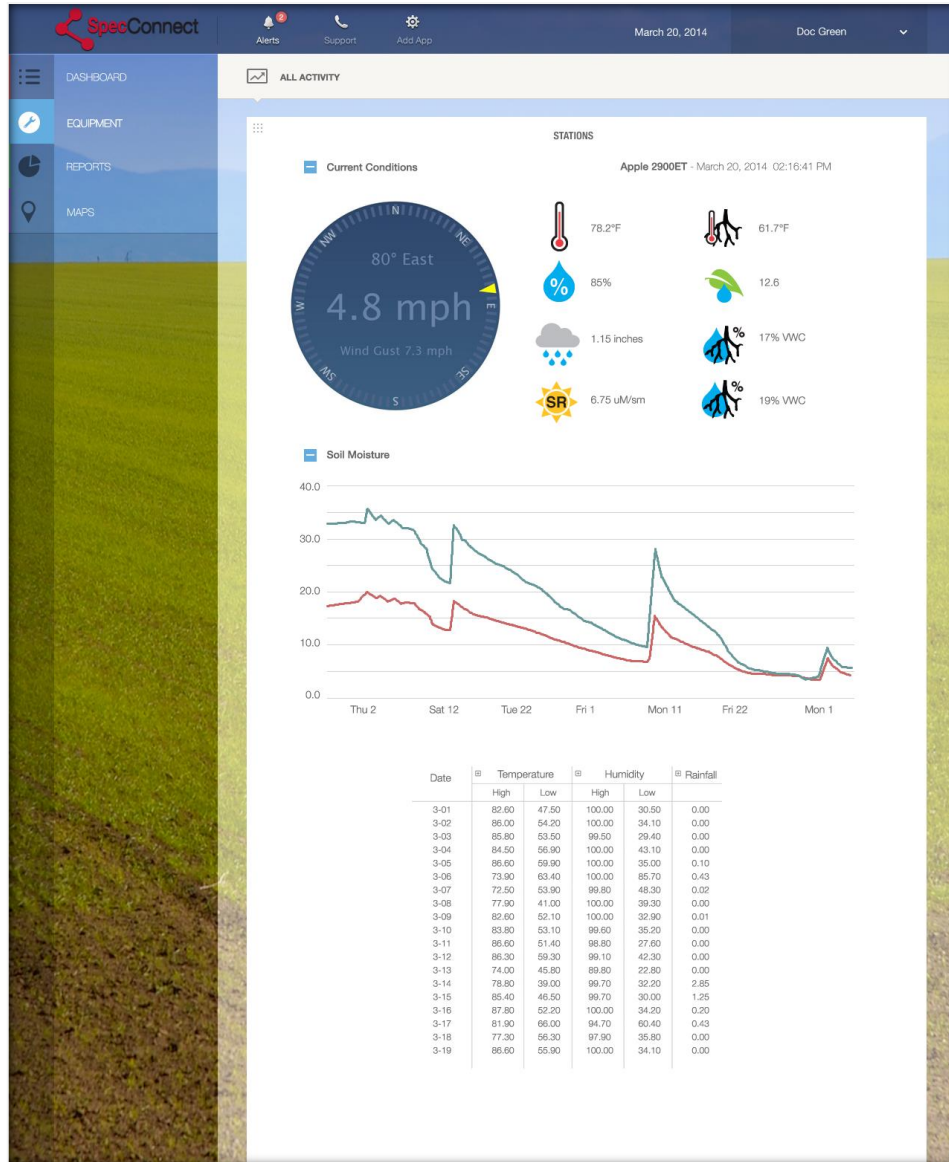 SpecConnect
2
Alerts Support Add App March 20, 2014 Doc Green
DASHBOARD
EQUIPMENT
REPORTS
MAPS
ALL ACTIVITY
STATIONS
Current Conditions Apple 2900ET - March 20, 2014 02:16:41 PM
N
NW NE
80° East
4.8 mph
W E
Wind Gust 7.3 mph
SW SE
S
78.2°F 61.7°F
% 85% 12.6
1.15 inches % 17% VWC
SR 6.75 uM/sm % 19% VWC
Soil Moisture
40.0
30.0
20.0
10.0
0.0
Thu 2 Sat 12 Tue 22 Fri 1 Mon 11 Fri 22 Mon 1
Date Temperature Humidity Rainfall
High Low High Low
3-01 82.60 47.50 100.00 30.50 0.00
3-02 86.00 54.20 100.00 34.10 0.00
3-03 85.80 53.50 99.50 29.40 0.00
3-04 84.50 56.90 100.00 43.10 0.00
3-05 86.60 59.90 100.00 35.00 0.10
3-06 73.90 63.40 100.00 85.70 0.43
3-07 72.50 53.90 99.80 48.30 0.02
3-08 77.90 41.00 100.00 39.30 0.00
3-09 82.60 52.10 100.00 32.90 0.01
3-10 83.80 53.10 99.60 35.20 0.00
3-11 86.60 51.40 98.80 27.60 0.00
3-12 86.30 59.30 99.10 42.30 0.00
3-13 74.00 45.80 89.80 22.80 0.00
3-14 78.80 39.00 99.70 32.20 2.85
3-15 85.40 46.50 99.70 30.00 1.25
3-16 87.80 52.20 100.00 34.20 0.20
3-17 81.90 66.00 94.70 60.40 0.43
3-18 77.30 56.30 97.90 35.80 0.00
3-19 86.60 55.90 100.00 34.10 0.00